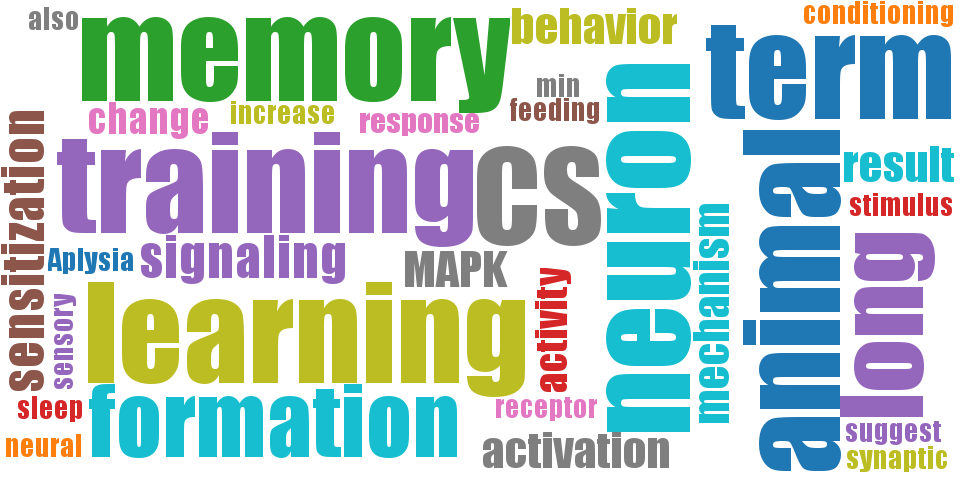 also
memory
behavior
conditioning
term
min
feeding
change
increase
response
neuron
sensitization
training
CS
animal
result
stimulus
Aplysia
signaling
MAPK
mechanism
long
sensory
learning
activity
sleep
formation
receptor
neural
activation
suggest
synaptic